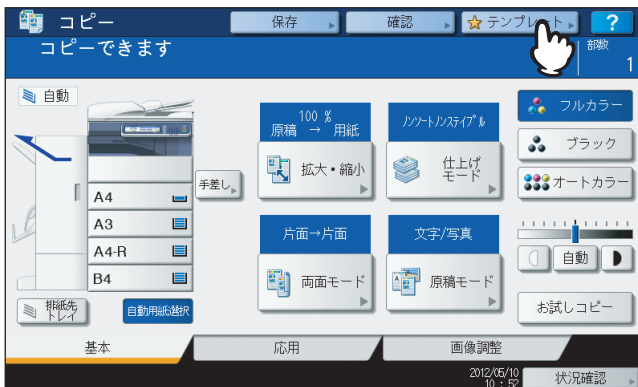 コピー
保存
確認
テンプレート
?
コピーできます
部数
1
自動
100 %
原稿 → 用紙
拡大・縮小
ノンソートノンステイプル
仕上げ
モード
フルカラー
ブラック
オートカラー
手差し
A4
A3
A4-R
B4
片面→片面
両面モード
文字/写真
原稿モード
自動
排紙先
トレイ
自動用紙選択
お試しコピー
基本
応用
画像調整
2012/05/10
10 : 52
状況確認